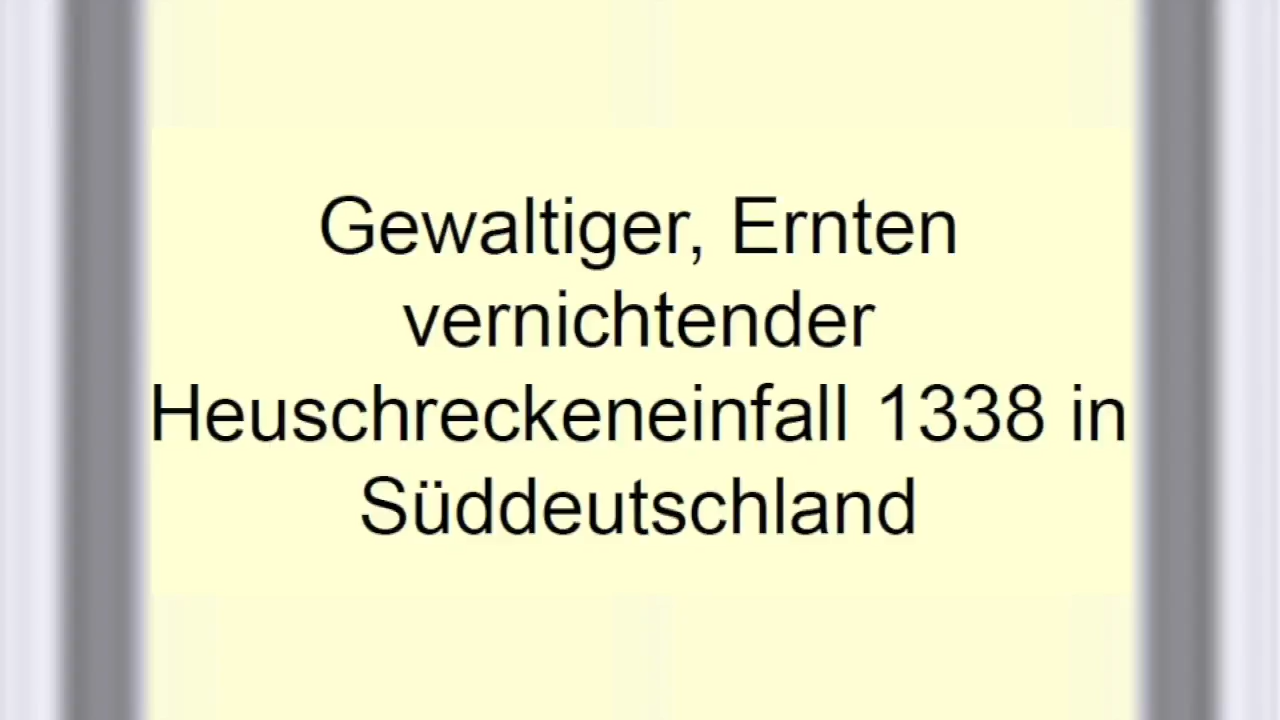 Gewaltiger, Ernten
vernichtender
Heuschreckeneinfall 1338 in
Süddeutschland